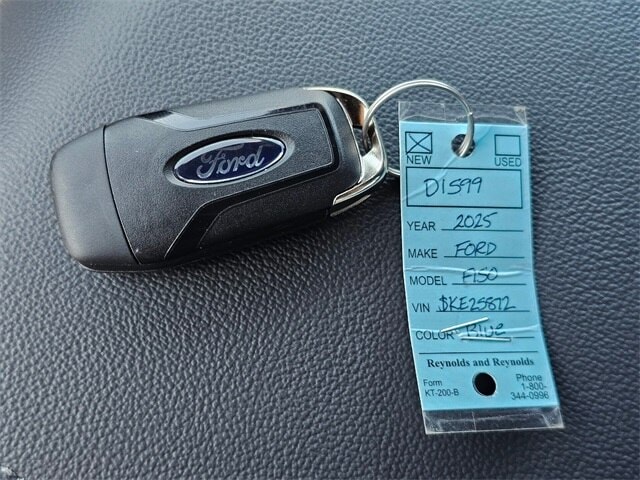 Ford
NEW USED
D1599
YEAR 2025
MAKE FORD
MODEL F150
VIN SKE25872
COLOR Blue
Reynolds and Reynolds
Form
KT-200-B
Phone
1-800-
344-0996